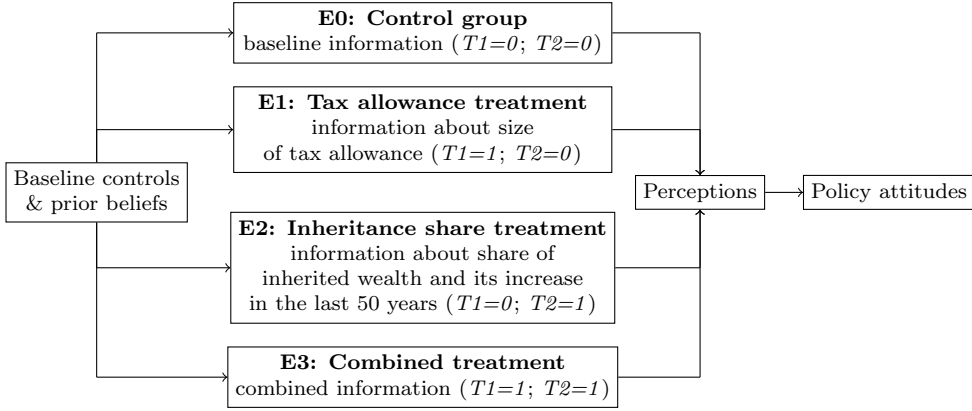 E0: Control group
baseline information (T1=0; T2=0)
E1: Tax allowance treatment
information about size
of tax allowance (T1=1; T2=0)
Baseline controls
& prior beliefs
Perceptions
Policy attitudes
E2: Inheritance share treatment
information about share of
inherited wealth and its increase
in the last 50 years (T1=0; T2=1)
E3: Combined treatment
combined information (T1=1; T2=1)